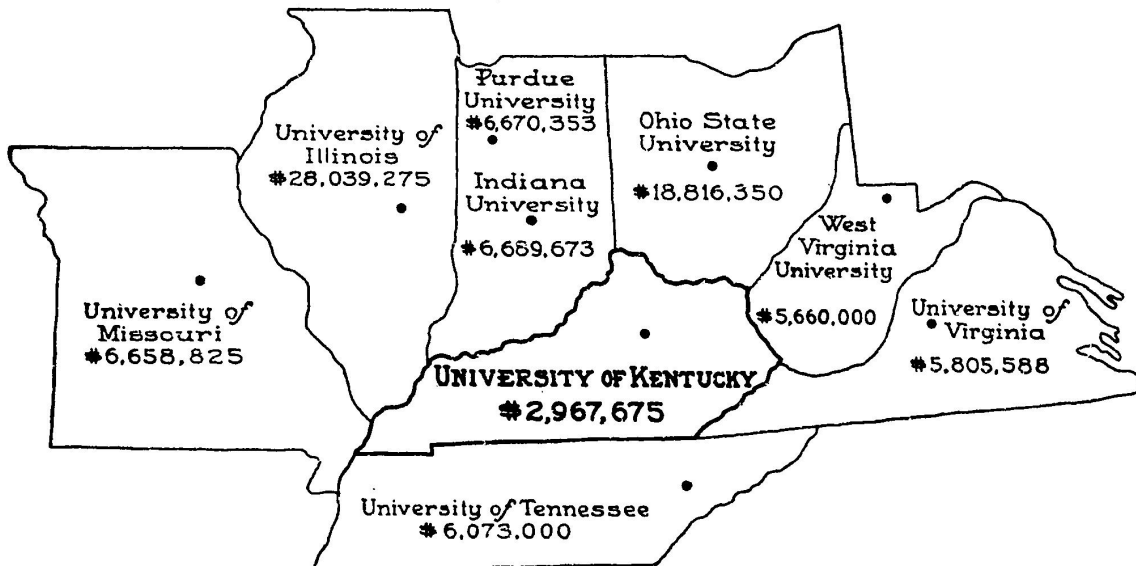 Purdue
University
$6,670,353
Ohio State
University
$18,816,350
University of
Illinois
$28,039,275
Indiana
University
$6,689,673
West
Virginia
University
$5,660,000
University of
Missouri
$6,658,825
University of
Virginia
$5,805,588
UNIVERSITY OF KENTUCKY
$2,967,675
University of Tennessee
$6,073,000